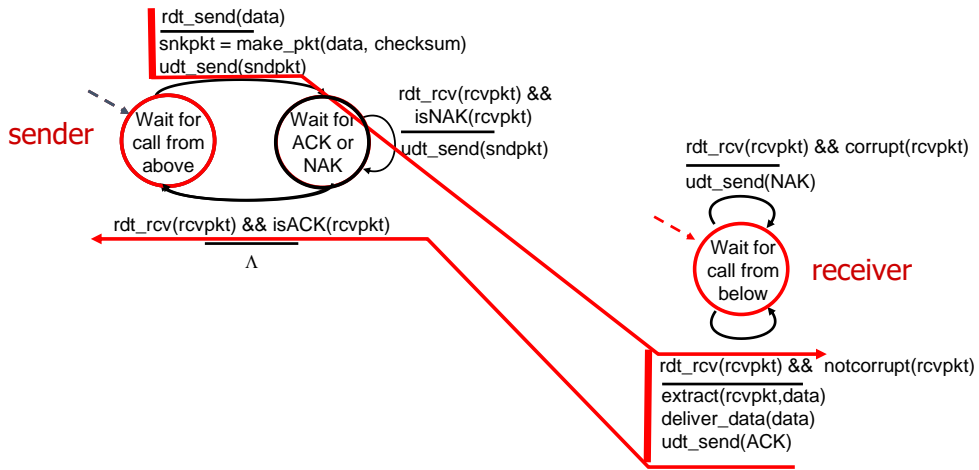 rdt_send(data)
snkpkt = make_pkt(data, checksum)
udt_send(sndpkt)
sender
Wait for
call from
above
Wait for
ACK or
NAK
rdt_rcv(rcvpkt) &&
isNAK(rcvpkt)
udt_send(sndpkt)
rdt_rcv(rcvpkt) && isACK(rcvpkt)
Λ
rdt_rcv(rcvpkt) && corrupt(rcvpkt)
udt_send(NAK)
Wait for
call from
below
receiver
rdt_rcv(rcvpkt) && notcorrupt(rcvpkt)
extract(rcvpkt,data)
deliver_data(data)
udt_send(ACK)